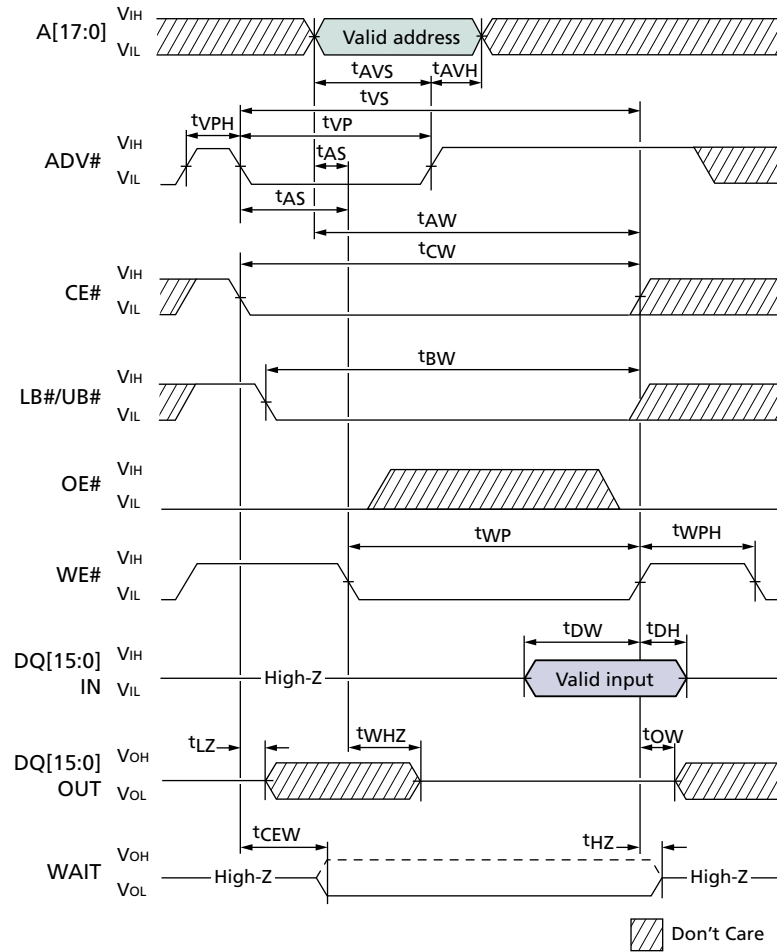 A[17:0] VIH VIL Valid address
tAVS tAVH
tVS
tVPH tVP
ADV# VIH VIL
tAS
tAS
tAW
tCW
CE# VIH VIL
tBW
LB#/UB# VIH VIL
OE# VIH VIL
tWP tWPH
WE# VIH VIL
tDW tDH
DQ[15:0] IN VIH VIL High-Z Valid input
tLZ tWHZ tOW
DQ[15:0] OUT VOH VOL
tCEW tHZ
WAIT VOH VOL High-Z High-Z
Don't Care